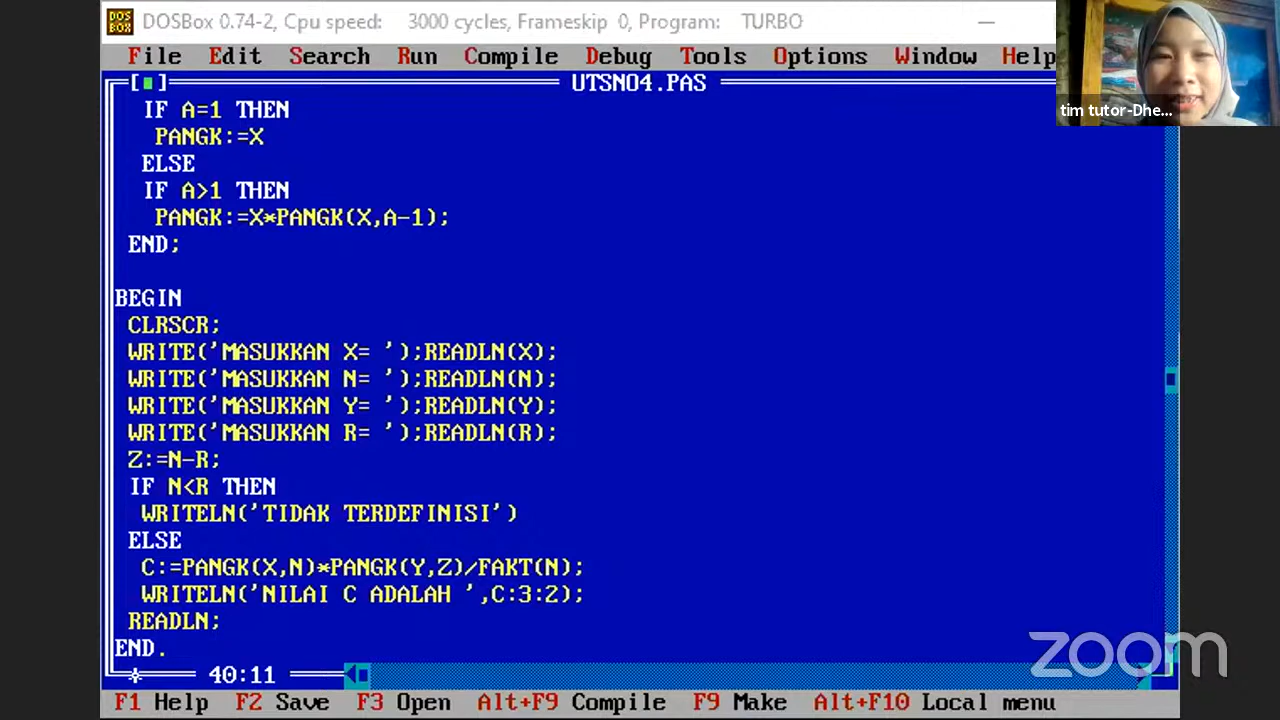 DOSBox 0.74-2, Cpu speed: 3000 cycles, Frameskip 0, Program: TURBO
File Edit Search Run Compile Debug Tools Options Window Help
UTSNO4.PAS
tim tutor-Dhe...
IF A=1 THEN
PANGK:=X
ELSE
IF A>1 THEN
PANGK:=X*PANGK(X,A-1);
END;
BEGIN
CLRSCR;
WRITE('MASUKKAN X= ');READLN(X);
WRITE('MASUKKAN N= ');READLN(N);
WRITE('MASUKKAN Y= ');READLN(Y);
WRITE('MASUKKAN R= ');READLN(R);
Z:=N-R;
IF N<R THEN
WRITELN('TIDAK TERDEFINISI')
ELSE
C:=PANGK(X,N)*PANGK(Y,Z)/FAKT(N);
WRITELN('NILAI C ADALAH ',C:3:2);
READLN;
END.
40:11
zoom
F1 Help F2 Save F3 Open Alt+F9 Compile F9 Make Alt+F10 Local menu